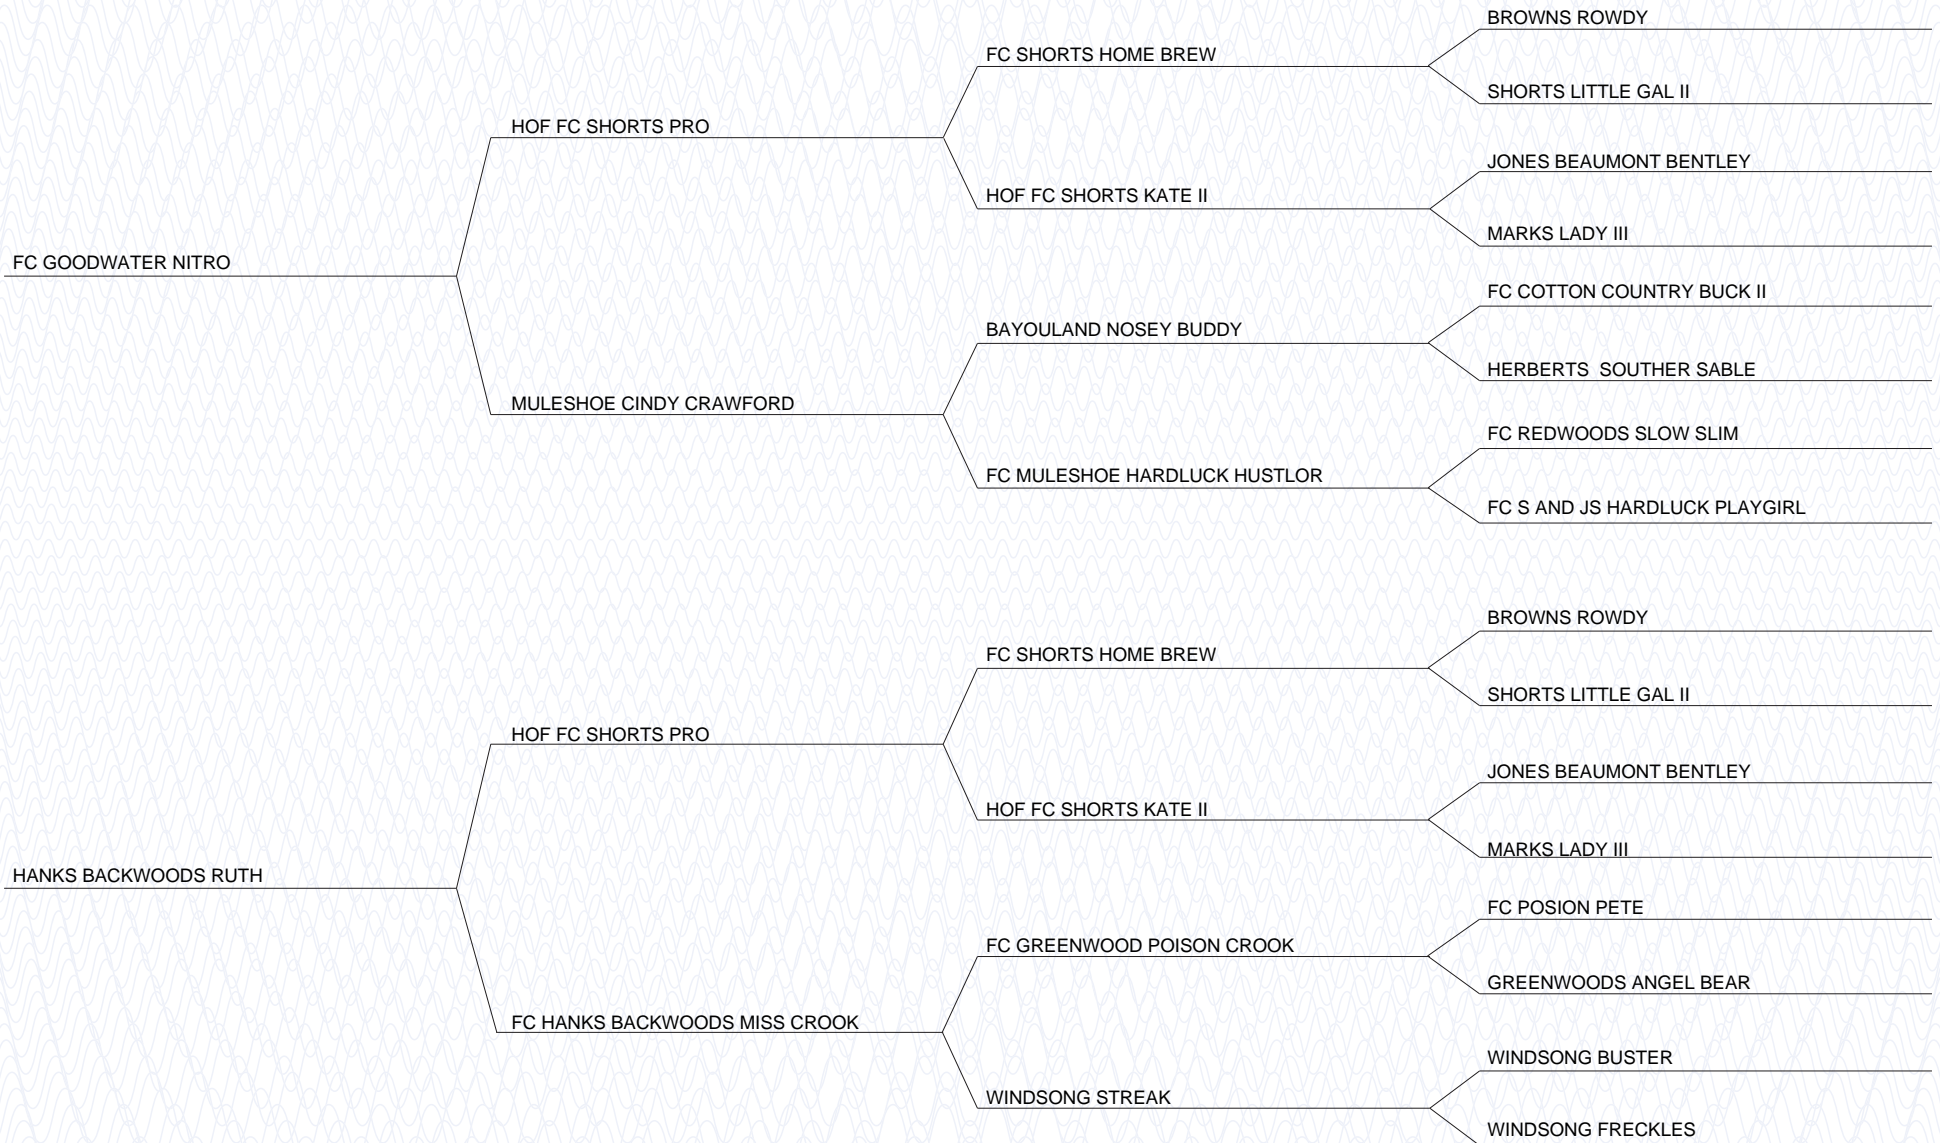 BROWNS ROWDY
FC SHORTS HOME BREW
SHORTS LITTLE GAL II
HOF FC SHORTS PRO
JONES BEAUMONT BENTLEY
HOF FC SHORTS KATE II
MARKS LADY III
FC GOODWATER NITRO
FC COTTON COUNTRY BUCK II
BAYOULAND NOSEY BUDDY
HERBERTS  SOUTHER SABLE
MULESHOE CINDY CRAWFORD
FC REDWOODS SLOW SLIM
FC MULESHOE HARDLUCK HUSTLOR
FC S AND JS HARDLUCK PLAYGIRL
BROWNS ROWDY
FC SHORTS HOME BREW
SHORTS LITTLE GAL II
HOF FC SHORTS PRO
JONES BEAUMONT BENTLEY
HOF FC SHORTS KATE II
MARKS LADY III
HANKS BACKWOODS RUTH
FC POSION PETE
FC GREENWOOD POISON CROOK
GREENWOODS ANGEL BEAR
FC HANKS BACKWOODS MISS CROOK
WINDSONG BUSTER
WINDSONG STREAK
WINDSONG FRECKLES